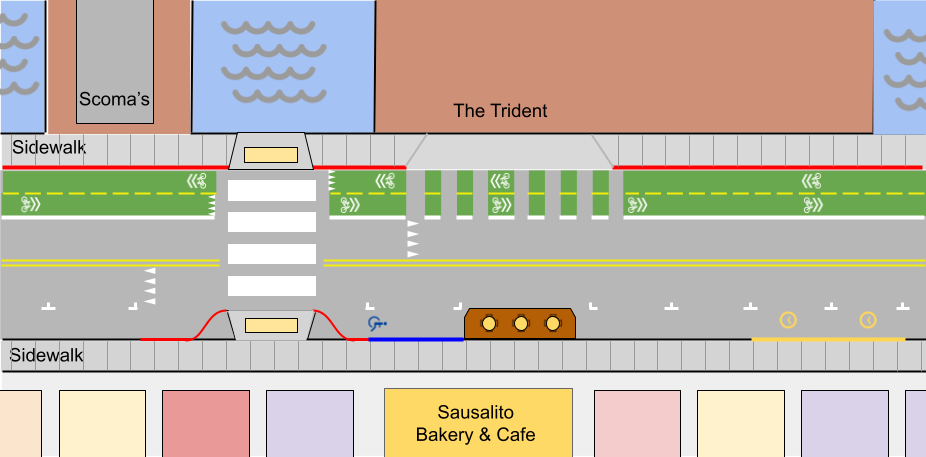 Scoma's
The Trident
Sidewalk
Sidewalk
Sausalito
Bakery & Cafe